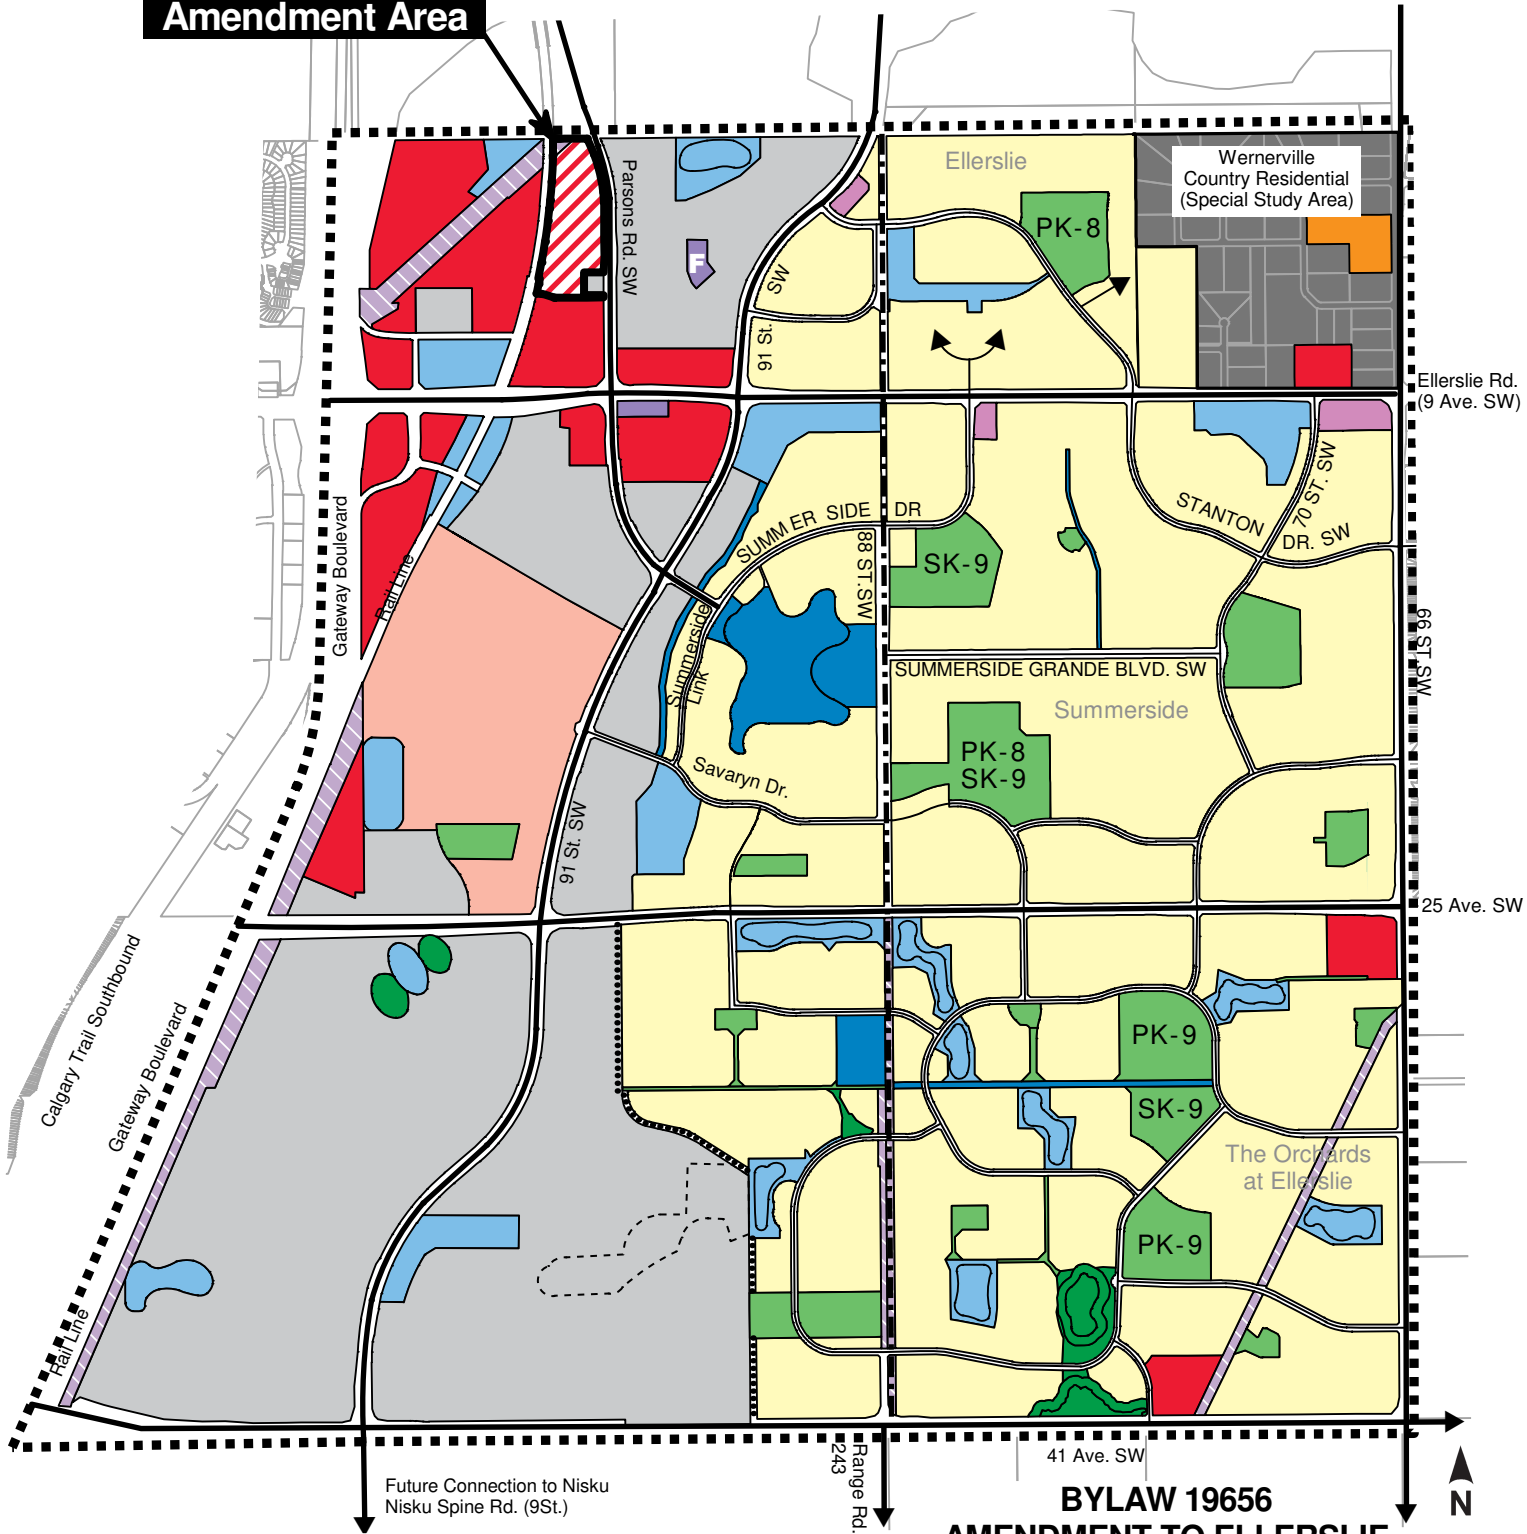 Amendment Area
Wernerville
Country Residential
(Special Study Area)
Ellerslie
PK-8
Parsons Rd. SW
F
SW
91 St.
Ellerslie Rd.
(9 Ave. SW)
SUMMER SIDE DR
88 ST.SW
SK-9
STANTON
DR. SW
70 ST. SW
66 ST. SW
Gateway Boulevard
Rail Line
Summerside
Link
SUMMERSIDE GRANDE BLVD. SW
Summerside
PK-8
SK-9
Savaryn Dr.
91 St. SW
25 Ave. SW
Calgary Trail Southbound
Gateway Boulevard
PK-9
SK-9
The Orchards
at Ellerslie
PK-9
Rail Line
41 Ave. SW
Range Rd.
243
Future Connection to Nisku
Nisku Spine Rd. (9St.)
N
BYLAW 19656
AMENDMENT TO ELLERSLIE